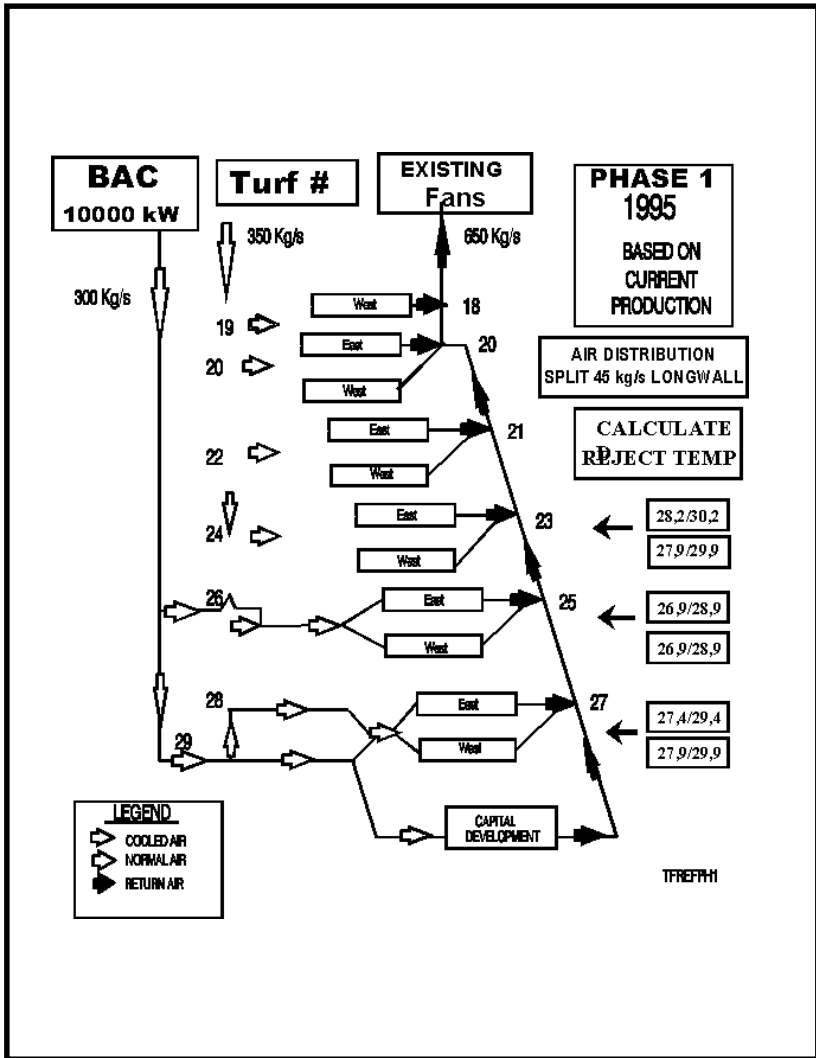 BAC
10000 kW
Turf #
EXISTING
Fans
PHASE 1
1995
BASED ON
CURRENT
PRODUCTION
350 Kg/s
650 Kg/s
300 Kg/s
West
18
19
East
20
20
West
AIR DISTRIBUTION
SPLIT 45 kg/s LONGWALL
East
21
22
West
CALCULATE
D
REJECT TEMP
East
23
24
West
28,2/30,2
27,9/29,9
26
East
25
West
26,9/28,9
26,9/28,9
28
East
27
29
West
27,4/29,4
27,9/29,9
LEGEND
COOLED AIR
NORMAL AIR
RETURN AIR
CAPITAL
DEVELOPMENT
TFREFPH1